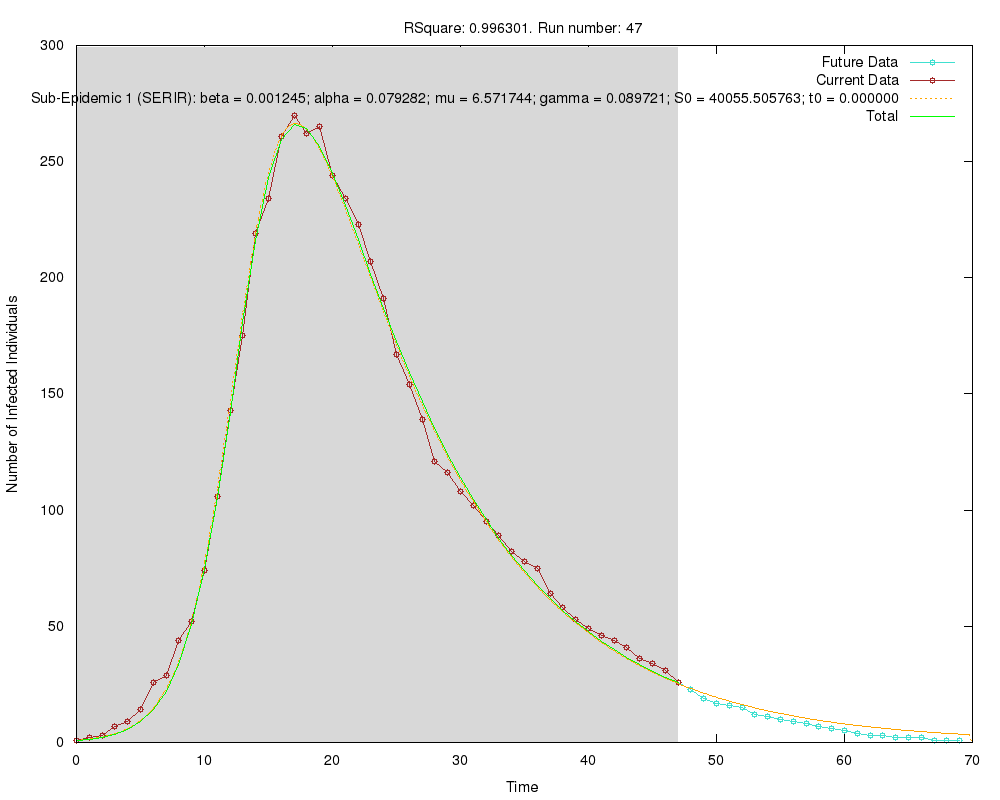 RSquare: 0.996301. Run number: 47
300
Future Data
Current Data
Sub-Epidemic 1 (SERIR): beta = 0.001245; alpha = 0.079282; mu = 6.571744; gamma = 0.089721; S0 = 40055.505763; t0 = 0.000000
Total
250
200
150
100
50
0
Number of Infected Individuals
0 10 20 30 40 50 60 70
Time